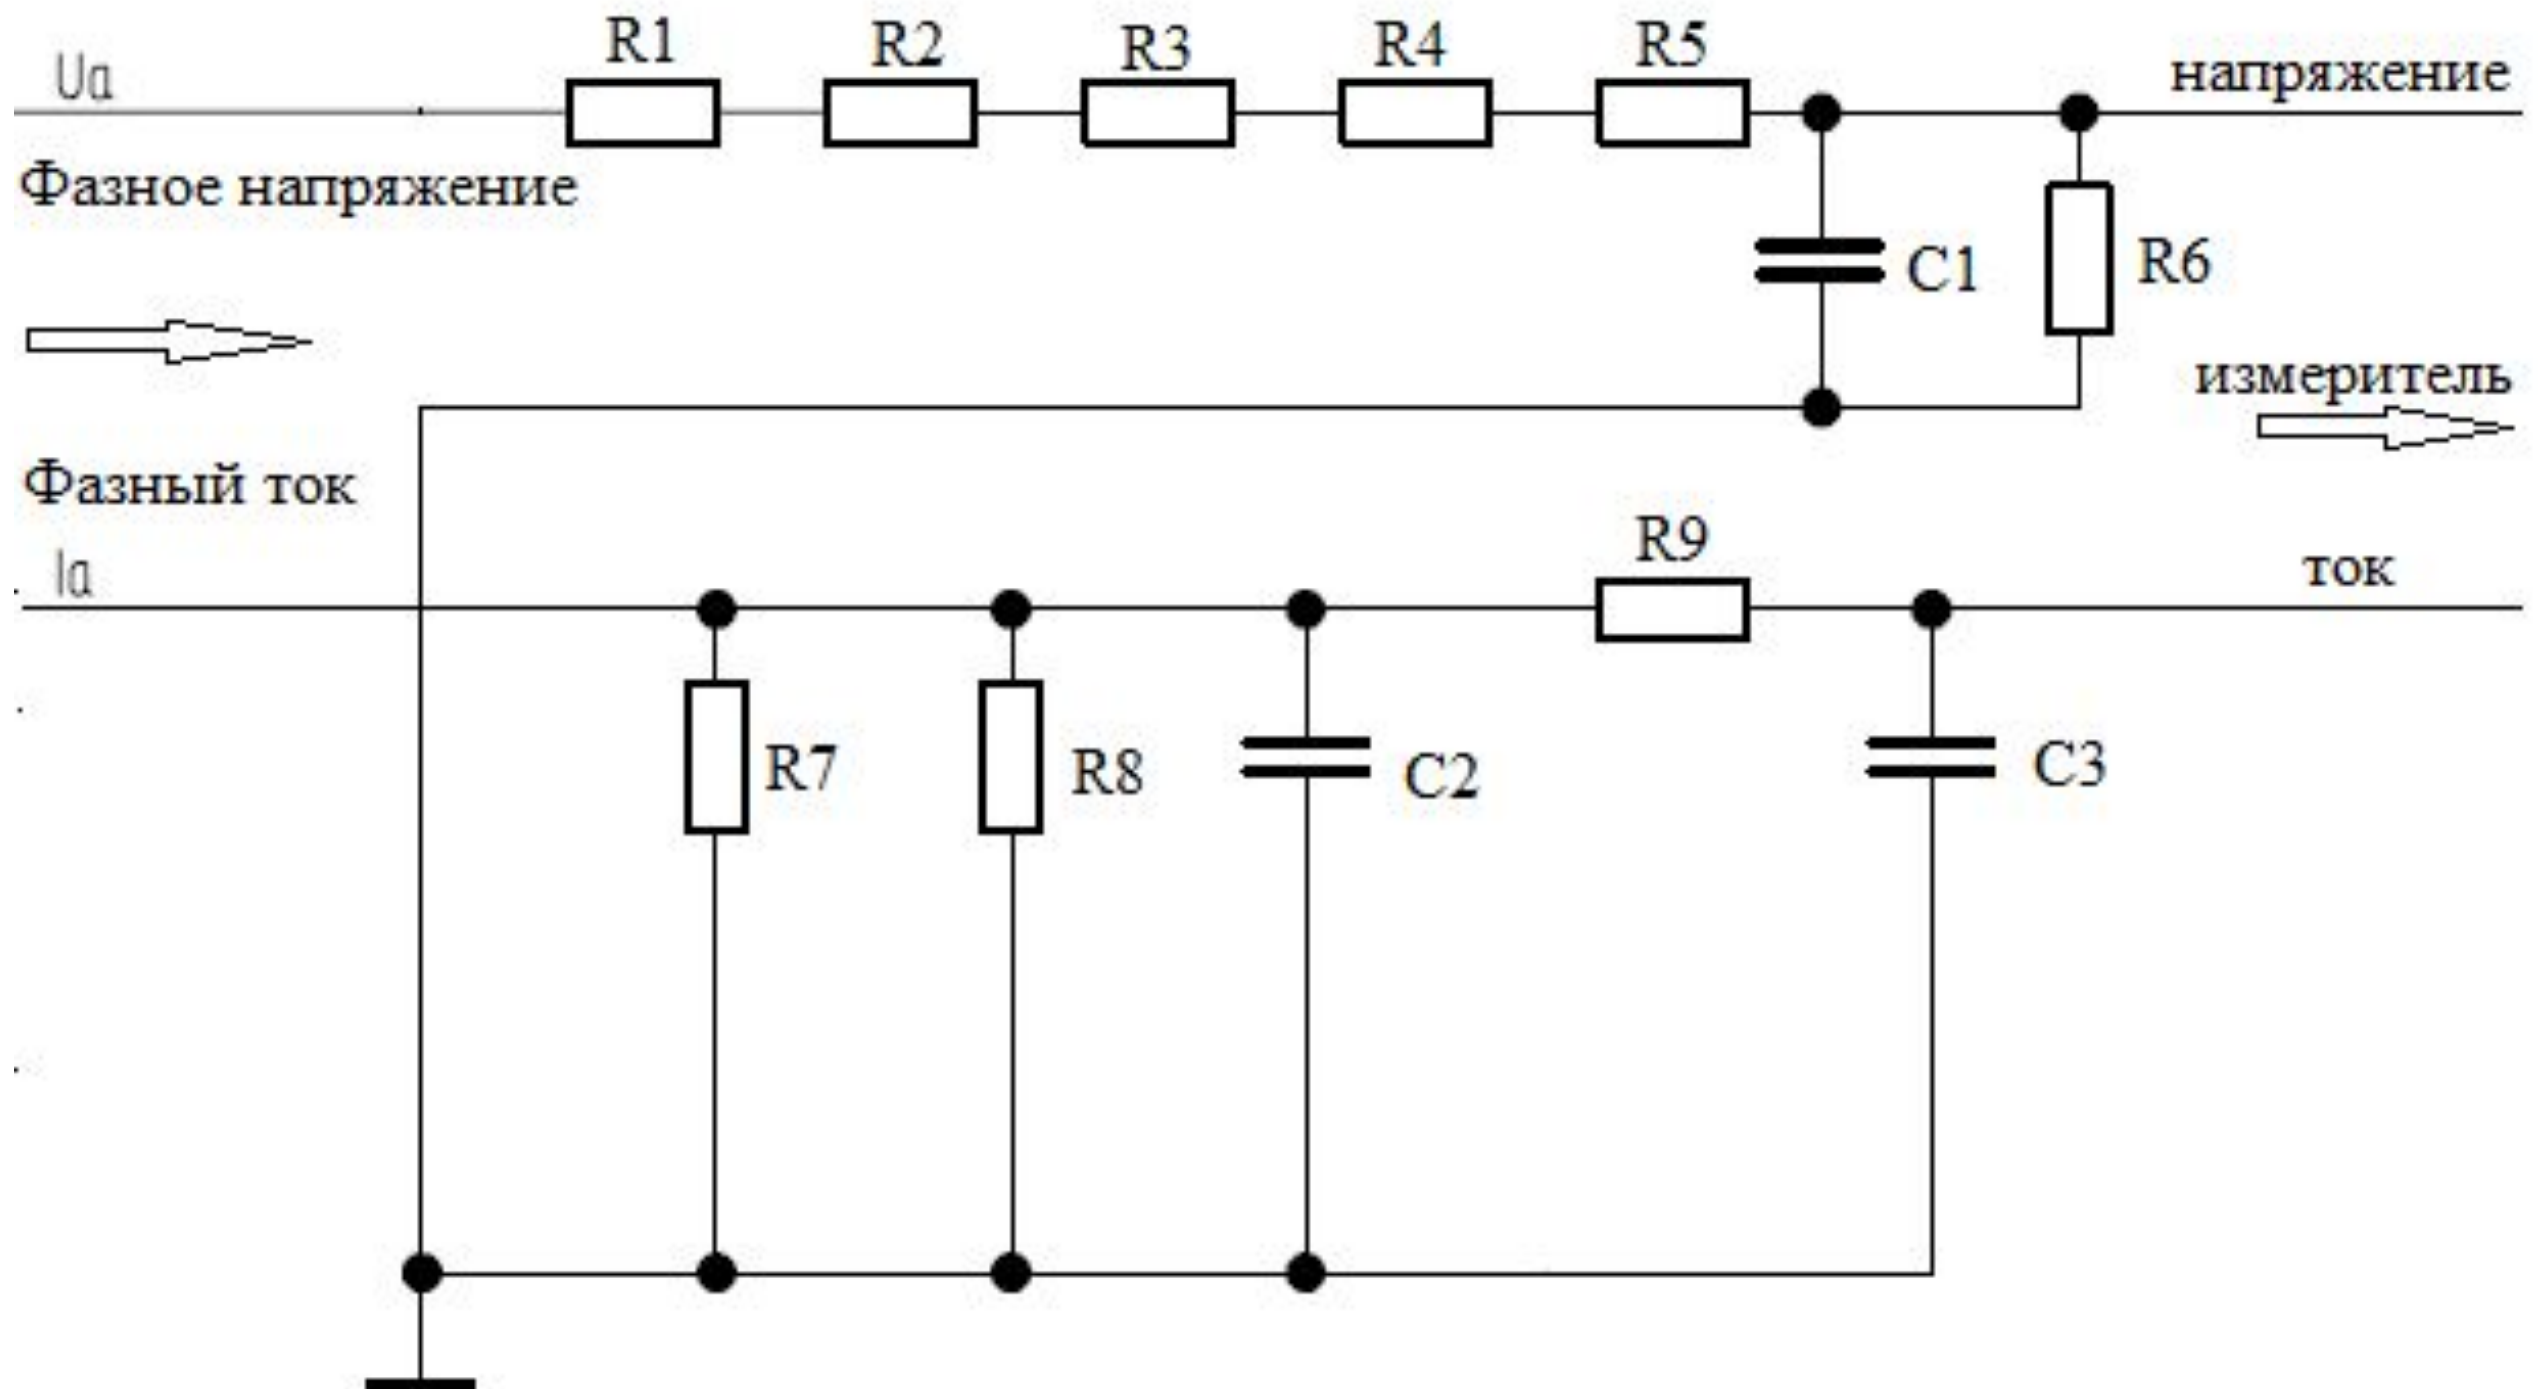 R1
R2
R3
R4
R5
Ua
напряжение
Фазное напряжение
C1
R6
измеритель
Фазный ток
R9
Ia
ток
R7
R8
C2
C3